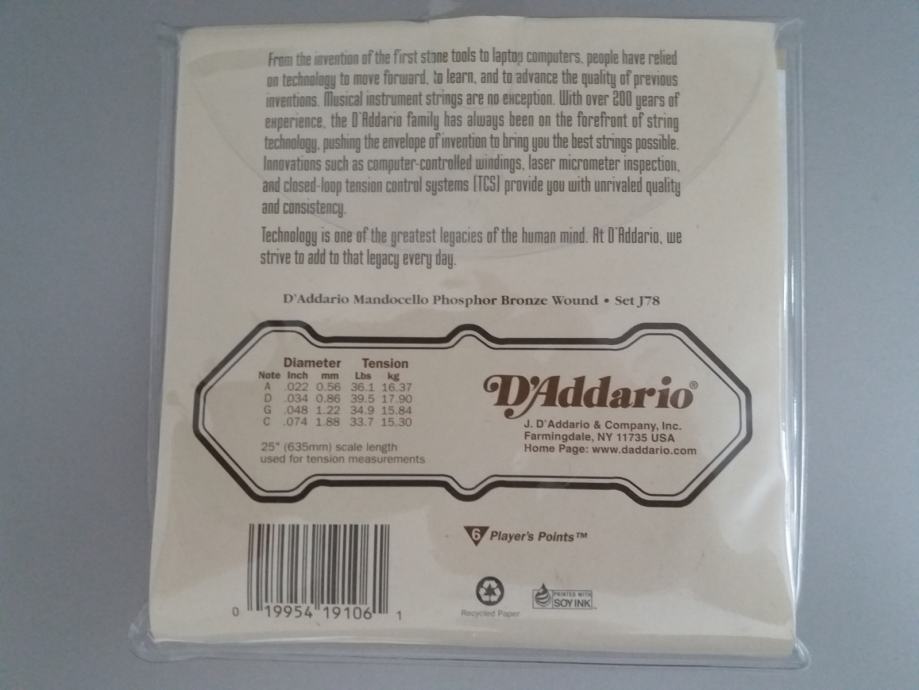 From the invention of the first stone tools to laptop computers, people have relied
on technology to move forward, to learn, and to advance the quality of previous
inventions. Musical instrument strings are no exception. With over 200 years of
experience, the D'Addario family has always been on the forefront of string
technology, pushing the envelope of invention to bring you the best strings possible.
Innovations such as computer-controlled windings, laser micrometer inspection,
and closed-loop tension control systems (TCS) provide you with unrivaled quality
and consistency.
Technology is one of the greatest legacies of the human mind. At D'Addario, we
strive to add to that legacy every day.
D'Addario Mandocello Phosphor Bronze Wound • Set J78
Diameter Tension
Note Inch mm Lbs kg
A .022 0.56 36.1 16.37
D .034 0.86 39.5 17.90
G .048 1.22 34.9 15.84
C .074 1.88 33.7 15.30
25" (635mm) scale length
used for tension measurements
D'Addario®
J. D'Addario & Company, Inc.
Farmingdale, NY 11735 USA
Home Page: www.daddario.com
6 Player's Points™
0 19954 19106 1
Recycled Paper
PRINTED WITH
SOY INK